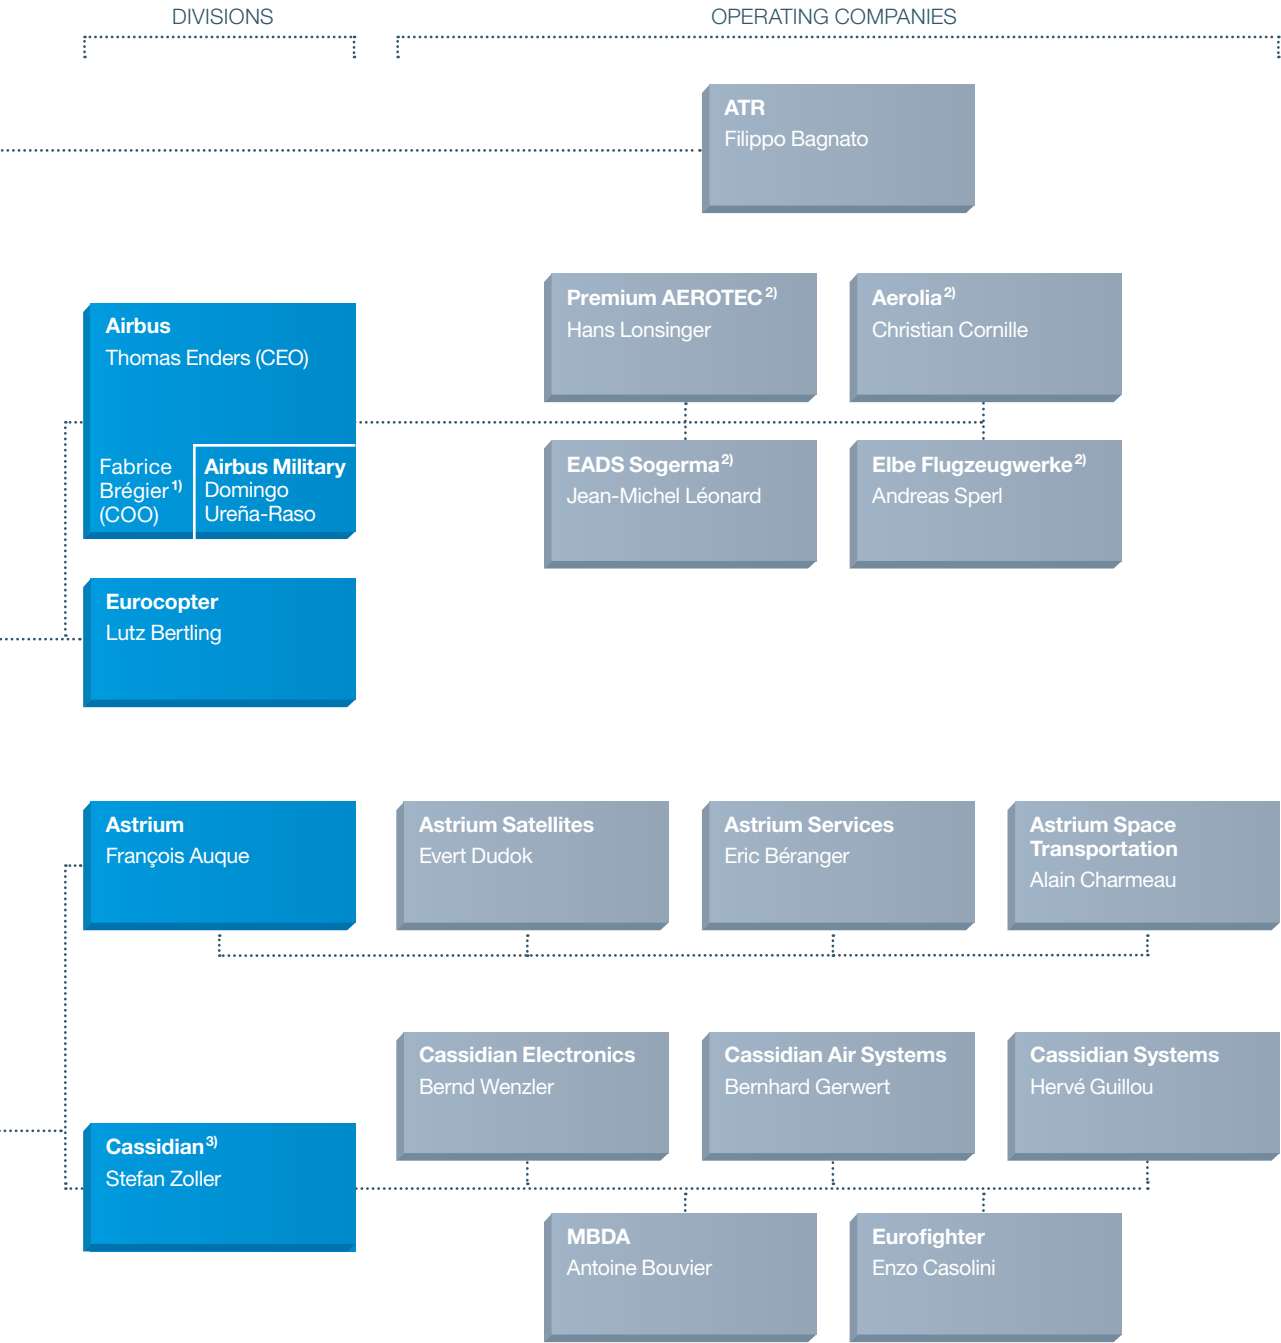 DIVISIONS
OPERATING COMPANIES
ATR
Filippo Bagnato
Airbus
Thomas Enders (CEO)
Fabrice
Brégier 1)
(COO)
Airbus Military
Domingo
Ureña-Raso
Premium AEROTEC 2)
Hans Lonsinger
Aerolia 2)
Christian Cornille
EADS Sogerma 2)
Jean-Michel Léonard
Elbe Flugzeugwerke 2)
Andreas Sperl
Eurocopter
Lutz Bertling
Astrium
François Auque
Astrium Satellites
Evert Dudok
Astrium Services
Eric Béranger
Astrium Space
Transportation
Alain Charmeau
Cassidian Electronics
Bernd Wenzler
Cassidian Air Systems
Bernhard Gerwert
Cassidian Systems
Hervé Guillou
Cassidian 3)
Stefan Zoller
MBDA
Antoine Bouvier
Eurofighter
Enzo Casolini